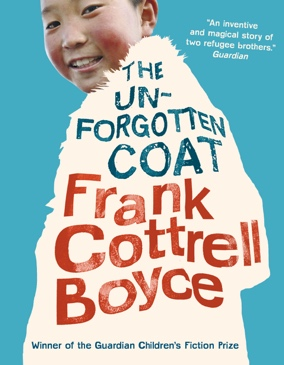 "An inventive
and magical story of
two refugee brothers."
Guardian
THE
UN-
FORGOTTEN
COAT
Frank
Cottrell
Boyce
Winner of the Guardian Children's Fiction Prize